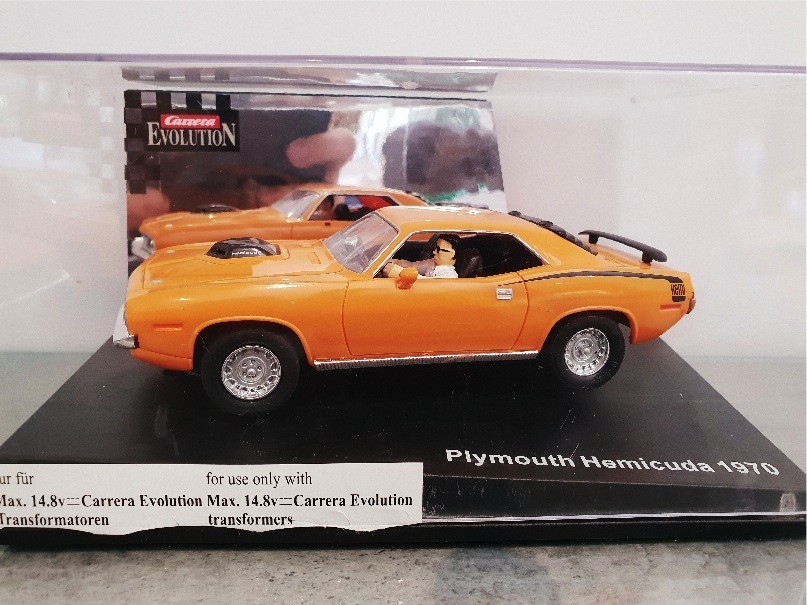 Carrera
EVOLUTION
HEMI
Plymouth Hemicuda 1970
ur für
Max. 14.8v⎓Carrera Evolution
Transformatoren
for use only with
Max. 14.8v⎓Carrera Evolution
transformers